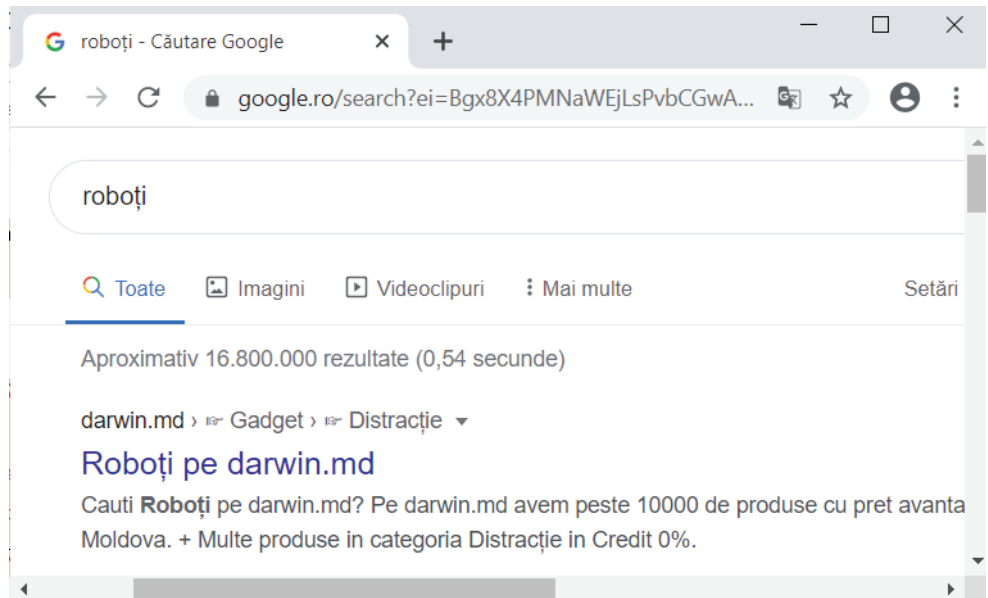 roboți - Căutare Google
google.ro/search?ei=Bgx8X4PMNaWEjLsPvbCGwA...
roboți
Toate Imagini Videoclipuri Mai multe Setări
Aproximativ 16.800.000 rezultate (0,54 secunde)
darwin.md › ☞ Gadget › ☞ Distracție
Roboți pe darwin.md
Cauti Roboți pe darwin.md? Pe darwin.md avem peste 10000 de produse cu pret avanta
Moldova. + Multe produse in categoria Distracție in Credit 0%.